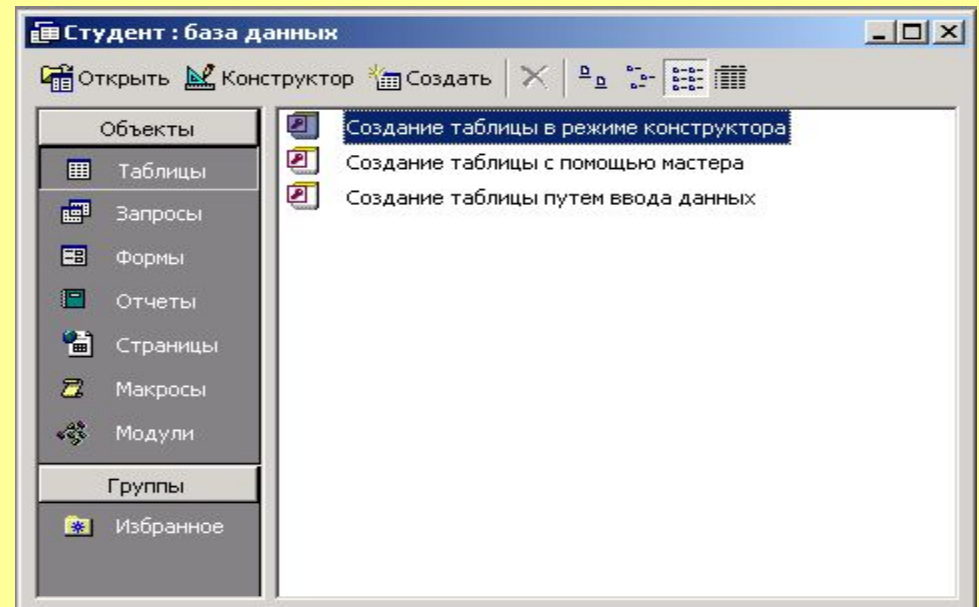 Студент : база данных
Открыть Конструктор Создать
Объекты
Таблицы
Запросы
Формы
Отчеты
Страницы
Макросы
Модули
Группы
Избранное
Создание таблицы в режиме конструктора
Создание таблицы с помощью мастера
Создание таблицы путем ввода данных